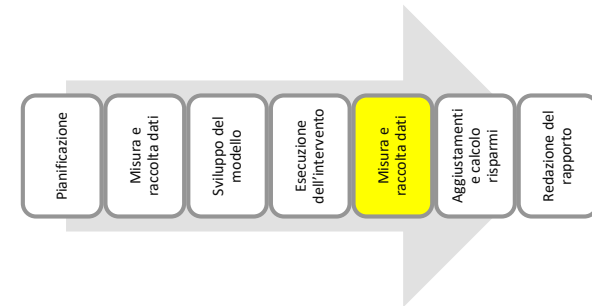 Pianificazione
Misura e
raccolta dati
Sviluppo del
modello
Esecuzione
dell'intervento
Misura e
raccolta dati
Aggiustamenti
e calcolo
risparmi
Redazione del
rapporto